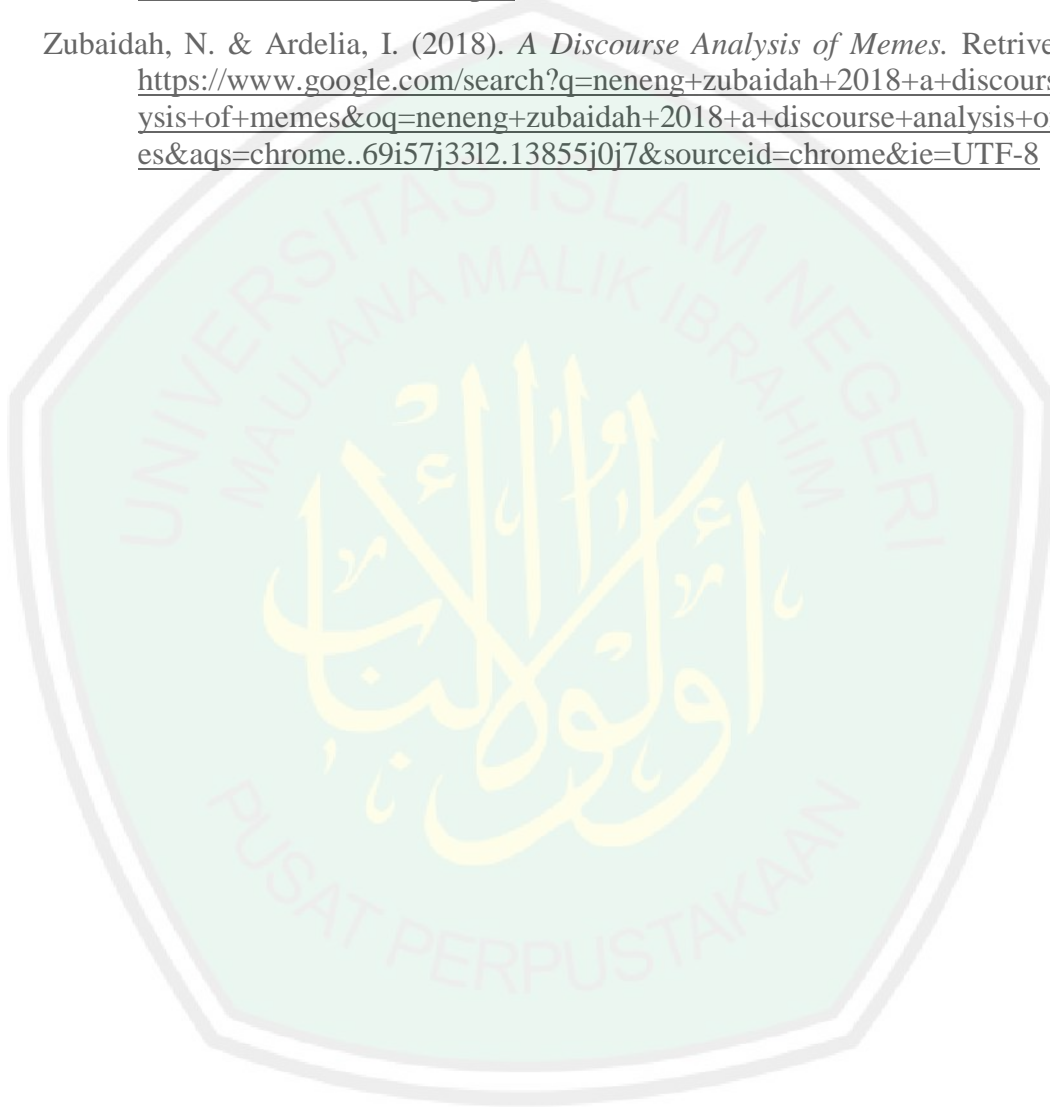 Zubaidah, N. & Ardelia, I. (2018). A Discourse Analysis of Memes. Retrive
https://www.google.com/search?q=neneng+zubaidah+2018+a+discours
ysis+of+memes&oq=neneng+zubaidah+2018+a+discourse+analysis+o
es&aqs=chrome..69i57j33l2.13855j0j7&sourceid=chrome&ie=UTF-8
UNIVERSITAS ISLAM NEGERI
MAULANA MALIK IBRAHIM
أولوا الألباب
PUSAT PERPUSTAKAAN